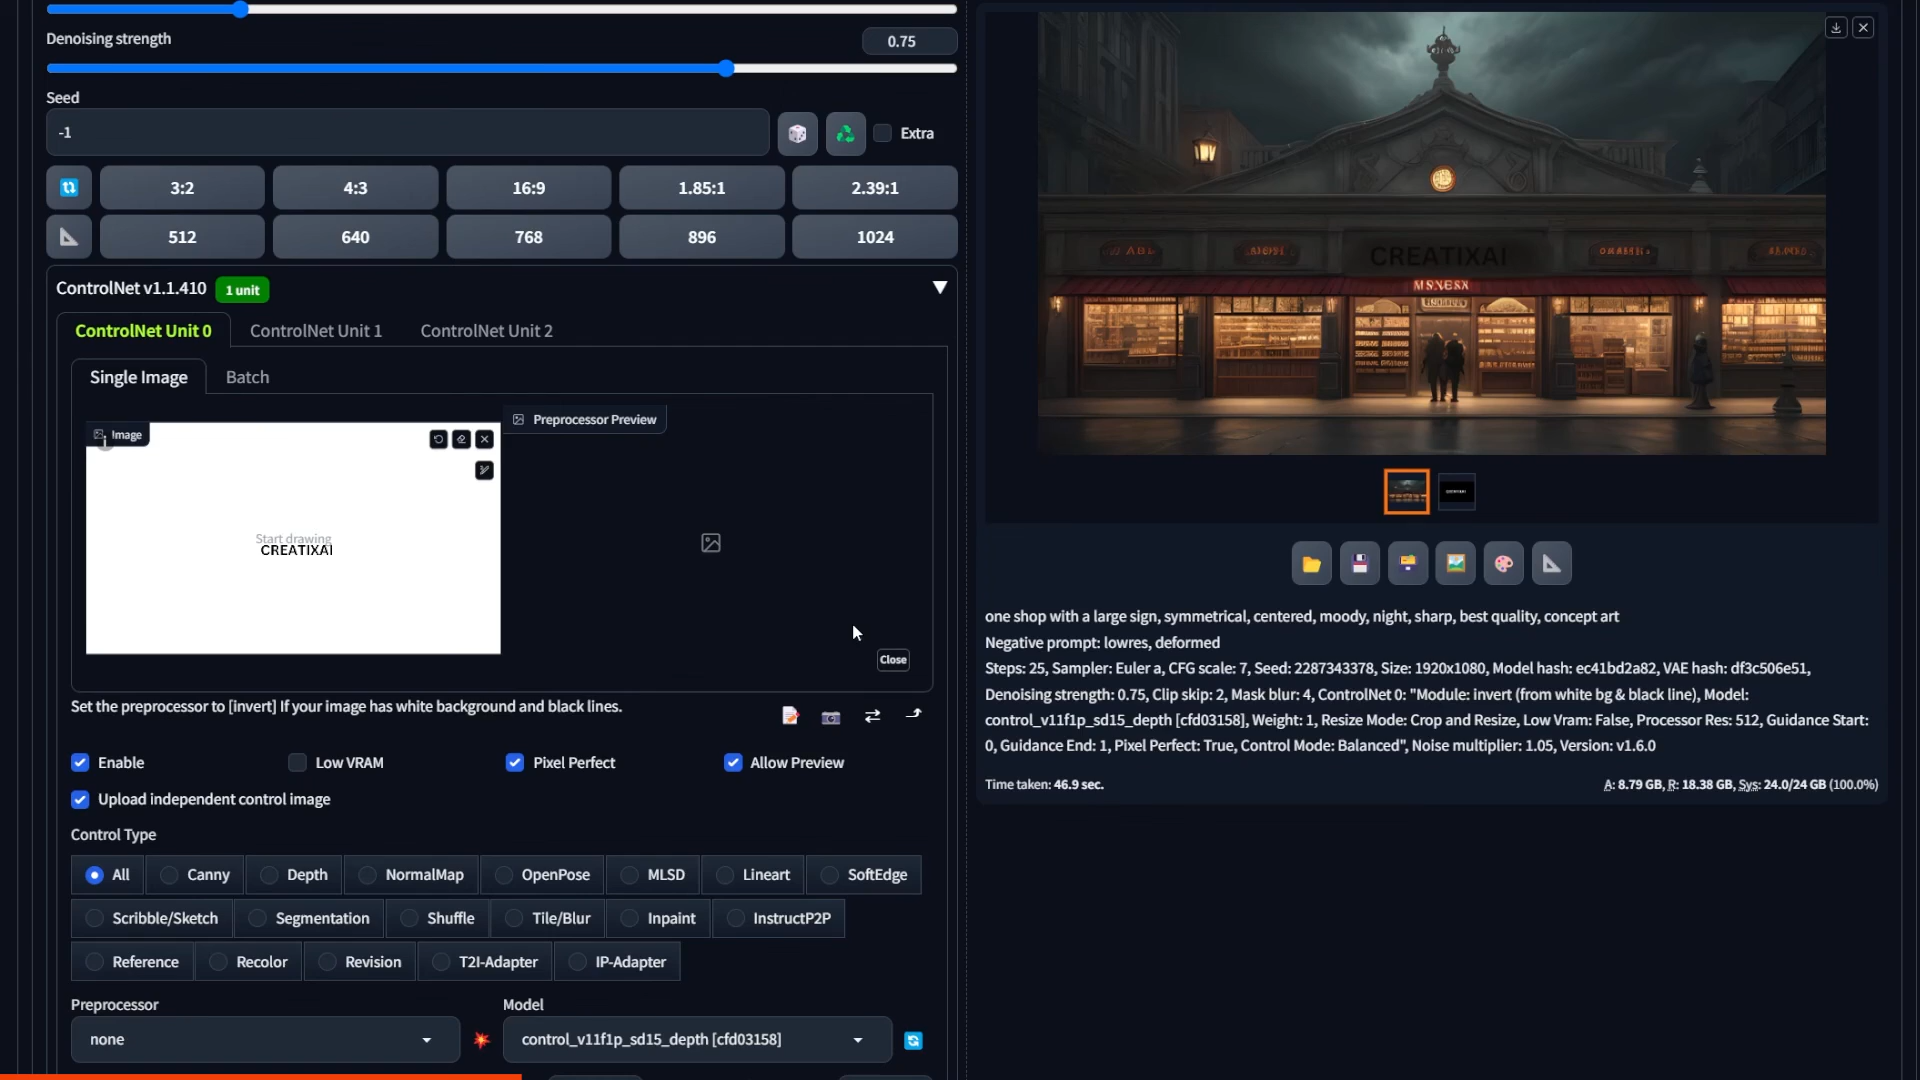 Denoising strength
0.75
Seed
-1
Extra
3:2
4:3
16:9
1.85:1
2.39:1
512
640
768
896
1024
ControlNet v1.1.410
1 unit
ControlNet Unit 0
ControlNet Unit 1
ControlNet Unit 2
Single Image
Batch
Image
Preprocessor Preview
Start drawing
CREATIXAI
Close
Set the preprocessor to [invert] If your image has white background and black lines.
Enable
Low VRAM
Pixel Perfect
Allow Preview
Upload independent control image
Control Type
All
Canny
Depth
NormalMap
OpenPose
MLSD
Lineart
SoftEdge
Scribble/Sketch
Segmentation
Shuffle
Tile/Blur
Inpaint
InstructP2P
Reference
Recolor
Revision
T2I-Adapter
IP-Adapter
Preprocessor
Model
none
control_v11f1p_sd15_depth [cfd03158]
CREATIXAI
one shop with a large sign, symmetrical, centered, moody, night, sharp, best quality, concept art
Negative prompt: lowres, deformed
Steps: 25, Sampler: Euler a, CFG scale: 7, Seed: 2287343378, Size: 1920x1080, Model hash: ec41bd2a82, VAE hash: df3c506e51,
Denoising strength: 0.75, Clip skip: 2, Mask blur: 4, ControlNet 0: "Module: invert (from white bg & black line), Model:
control_v11f1p_sd15_depth [cfd03158], Weight: 1, Resize Mode: Crop and Resize, Low Vram: False, Processor Res: 512, Guidance Start:
0, Guidance End: 1, Pixel Perfect: True, Control Mode: Balanced", Noise multiplier: 1.05, Version: v1.6.0
Time taken: 46.9 sec.
A: 8.79 GB, R: 18.38 GB, Sys: 24.0/24 GB (100.0%)